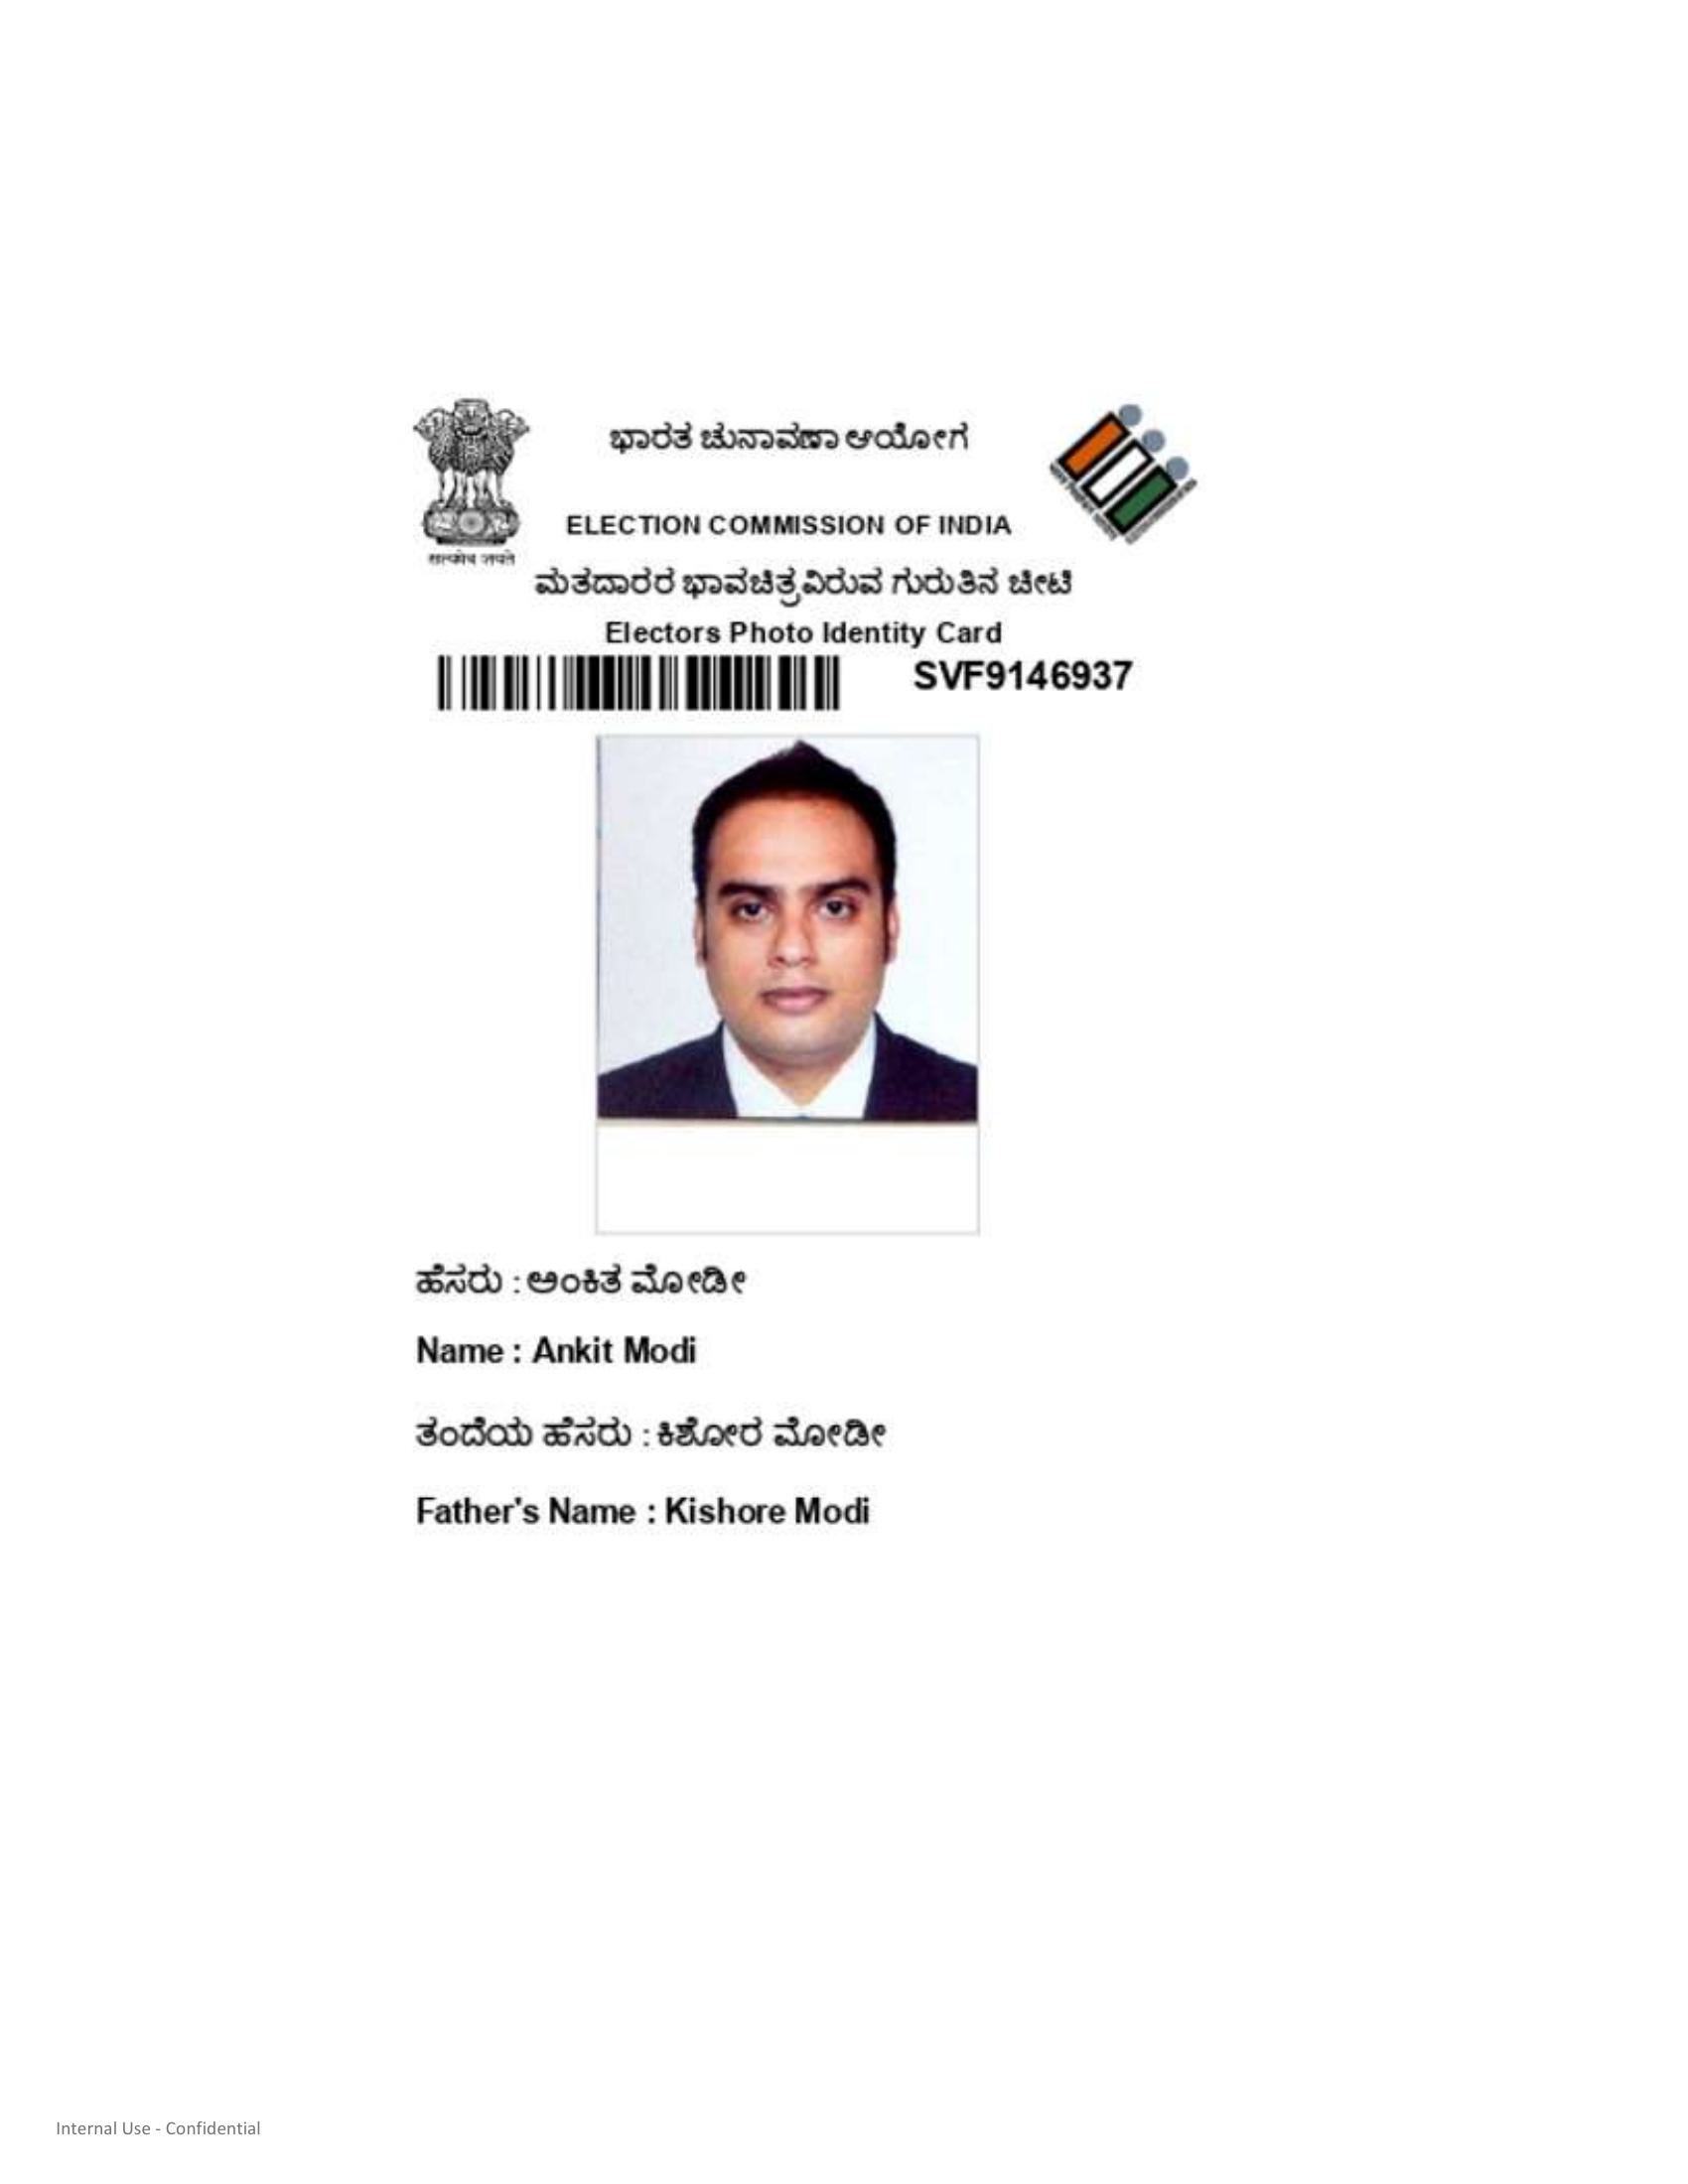 ಭಾರತ ಚುನಾವಣಾ ಆಯೋಗ
ELECTION COMMISSION OF INDIA
सत्यमेव जयते
ಮತದಾರರ ಭಾವಚಿತ್ರವಿರುವ ಗುರುತಿನ ಚೀಟಿ
Electors Photo Identity Card
SVF9146937
ಹೆಸರು : ಅಂಕಿತ ಮೋಡೀ
Name : Ankit Modi
ತಂದೆಯ ಹೆಸರು : ಕಿಶೋರ ಮೋಡೀ
Father's Name : Kishore Modi
Internal Use - Confidential